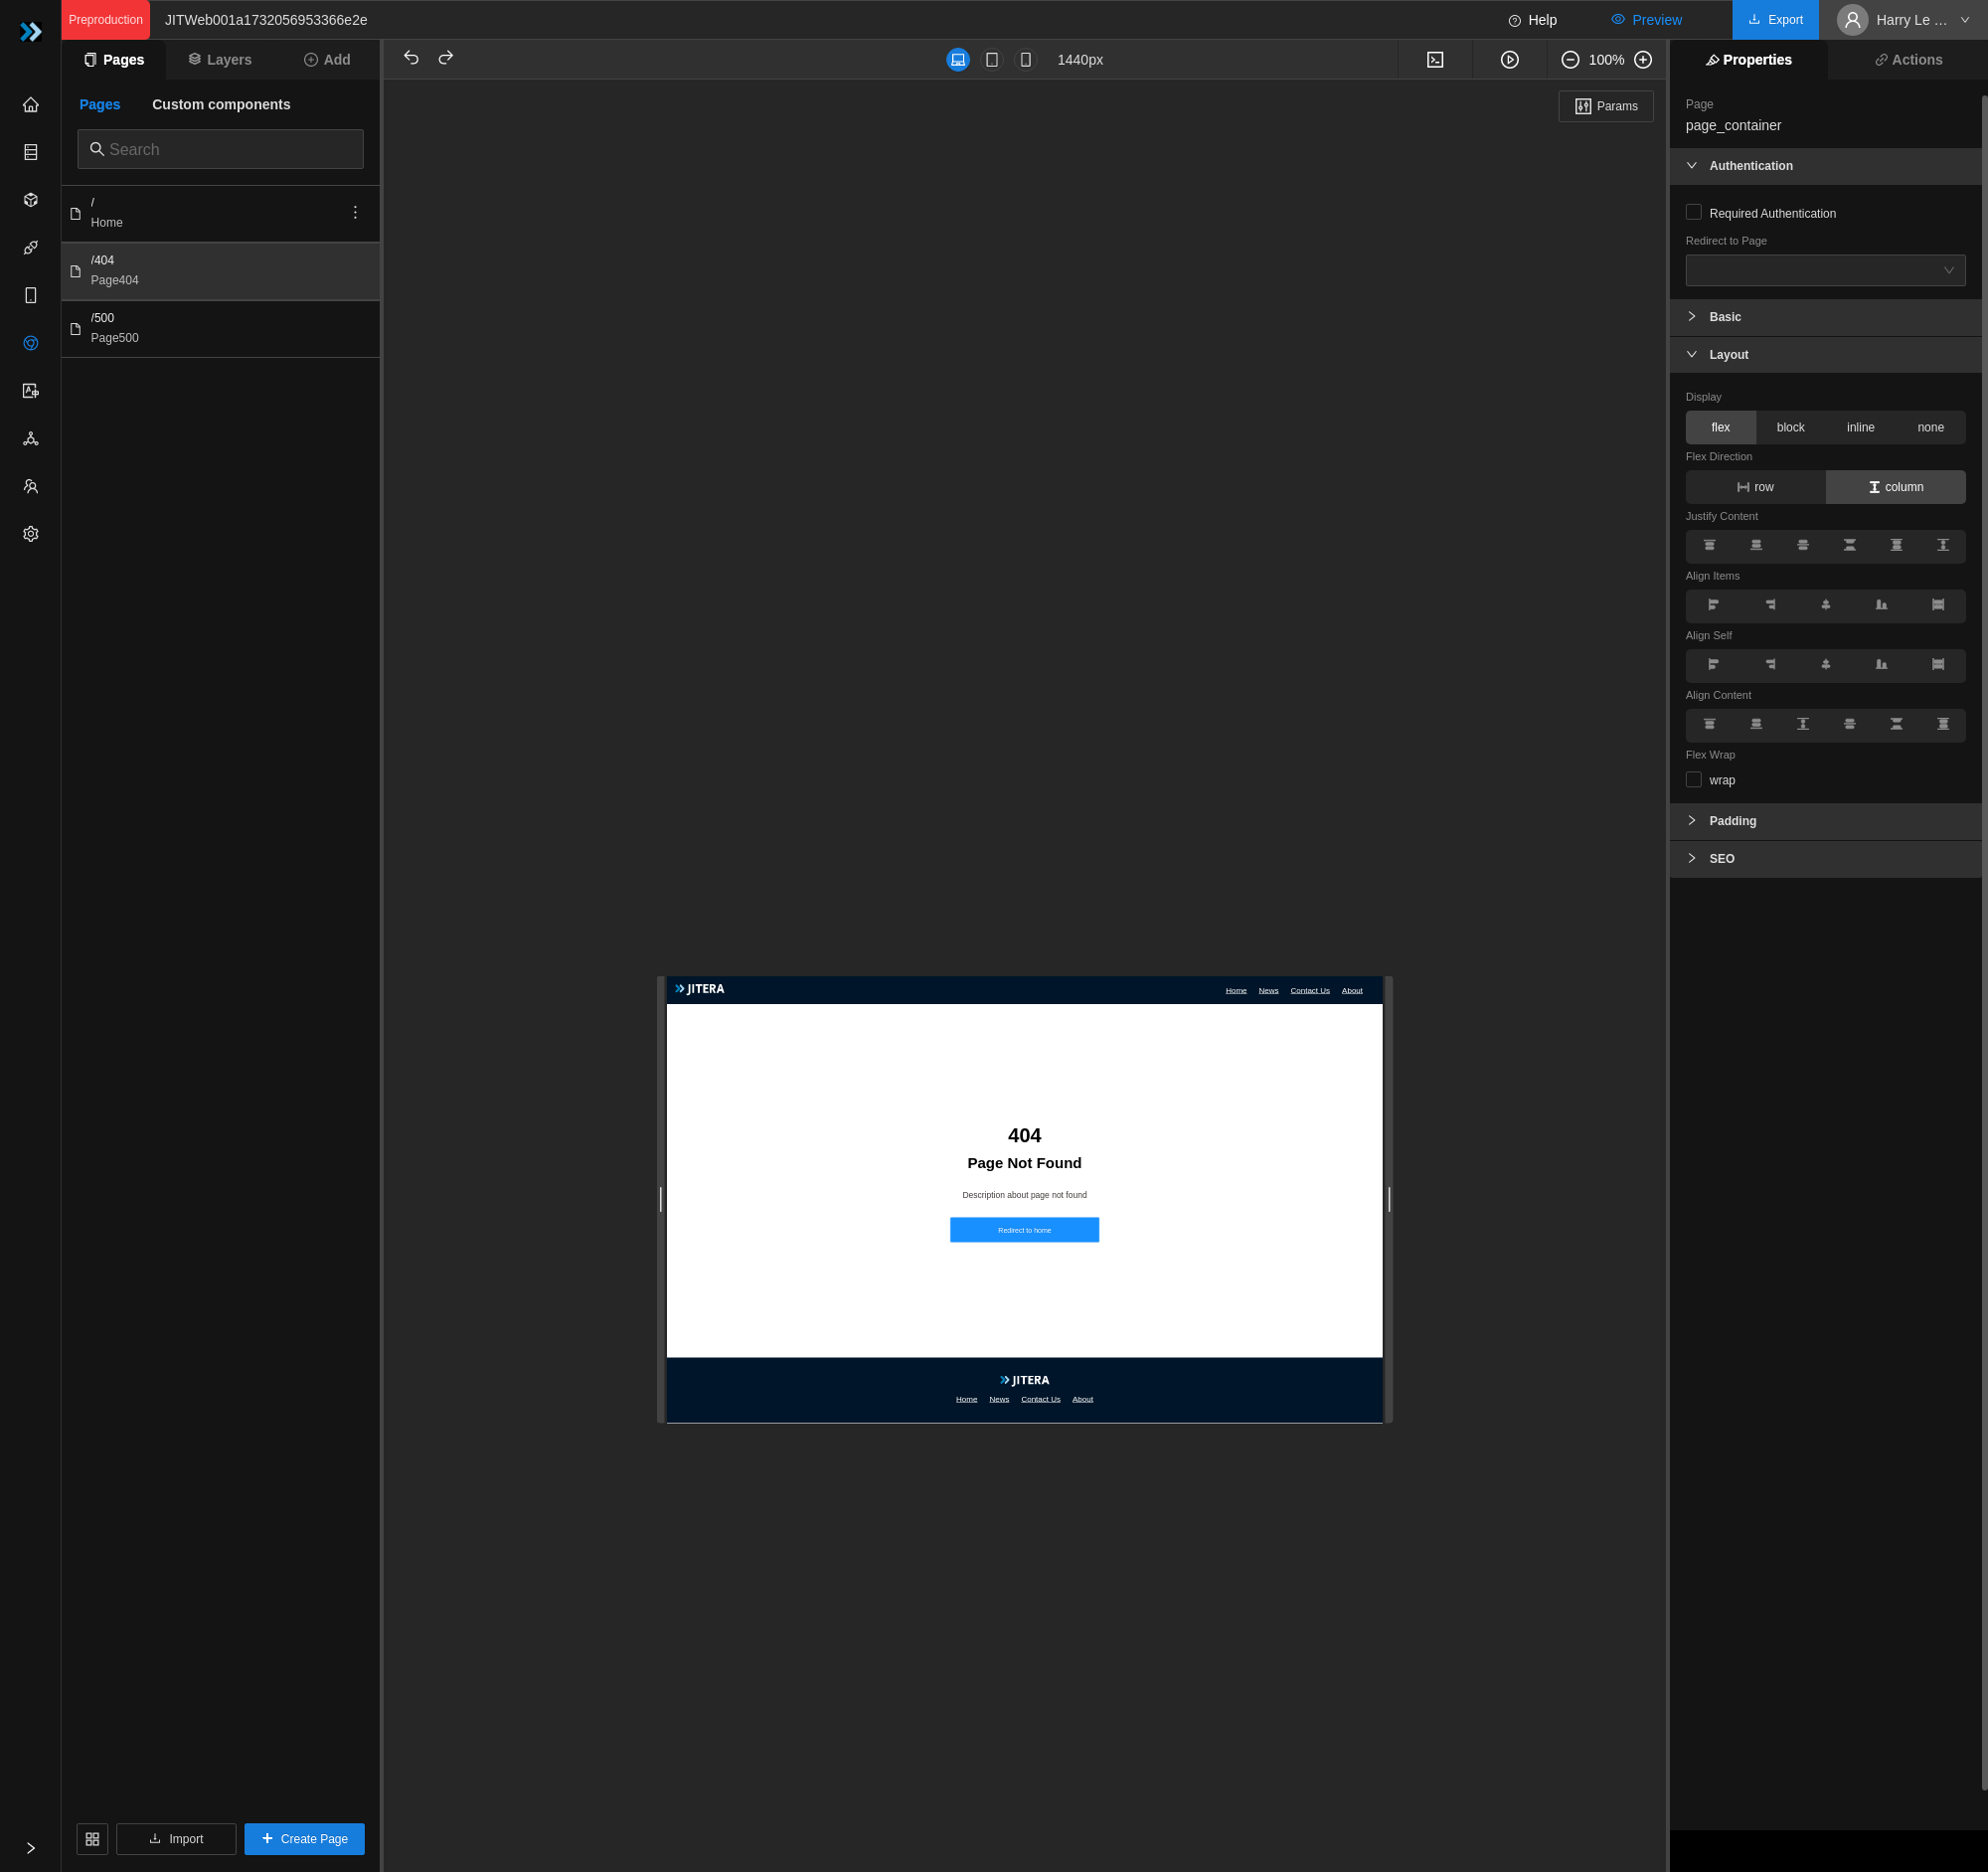 Preproduction
JITWeb001a1732056953366e2e
Help
Preview
Export
Harry Le ...
Pages
Layers
Add
1440px
100%
Properties
Actions
Pages
Custom components
Search
/
Home
/404
Page404
/500
Page500
Import
Create Page
Params
JITERA
Home
News
Contact Us
About
404
Page Not Found
Description about page not found
Redirect to home
JITERA
Home
News
Contact Us
About
Page
page_container
Authentication
Required Authentication
Redirect to Page
Basic
Layout
Display
flex
block
inline
none
Flex Direction
row
column
Justify Content
Align Items
Align Self
Align Content
Flex Wrap
wrap
Padding
SEO